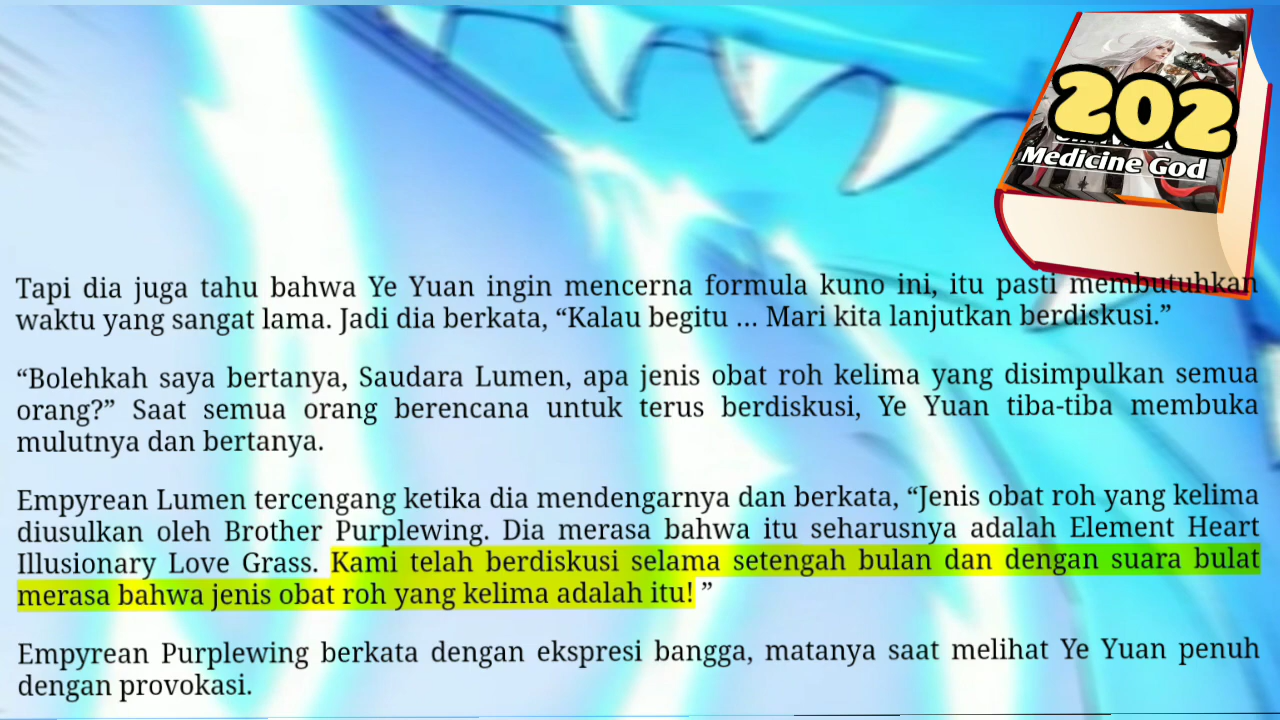 202
Medicine God
Tapi dia juga tahu bahwa Ye Yuan ingin mencerna formula kuno ini, itu pasti membutuhkan
waktu yang sangat lama. Jadi dia berkata, “Kalau begitu ... Mari kita lanjutkan berdiskusi.”
“Bolehkah saya bertanya, Saudara Lumen, apa jenis obat roh kelima yang disimpulkan semua
orang?” Saat semua orang berencana untuk terus berdiskusi, Ye Yuan tiba-tiba membuka
mulutnya dan bertanya.
Empyrean Lumen tercengang ketika dia mendengarnya dan berkata, “Jenis obat roh yang kelima
diusulkan oleh Brother Purplewing. Dia merasa bahwa itu seharusnya adalah Element Heart
Illusionary Love Grass. Kami telah berdiskusi selama setengah bulan dan dengan suara bulat
merasa bahwa jenis obat roh yang kelima adalah itu! ”
Empyrean Purplewing berkata dengan ekspresi bangga, matanya saat melihat Ye Yuan penuh
dengan provokasi.